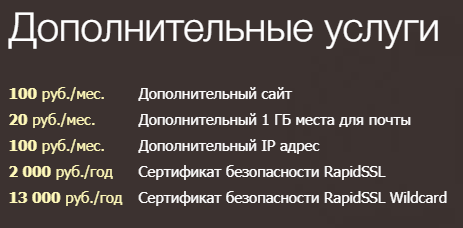 Дополнительные услуги
100 руб./мес. Дополнительный сайт
20 руб./мес. Дополнительный 1 ГБ места для почты
100 руб./мес. Дополнительный IP адрес
2 000 руб./год Сертификат безопасности RapidSSL
13 000 руб./год Сертификат безопасности RapidSSL Wildcard